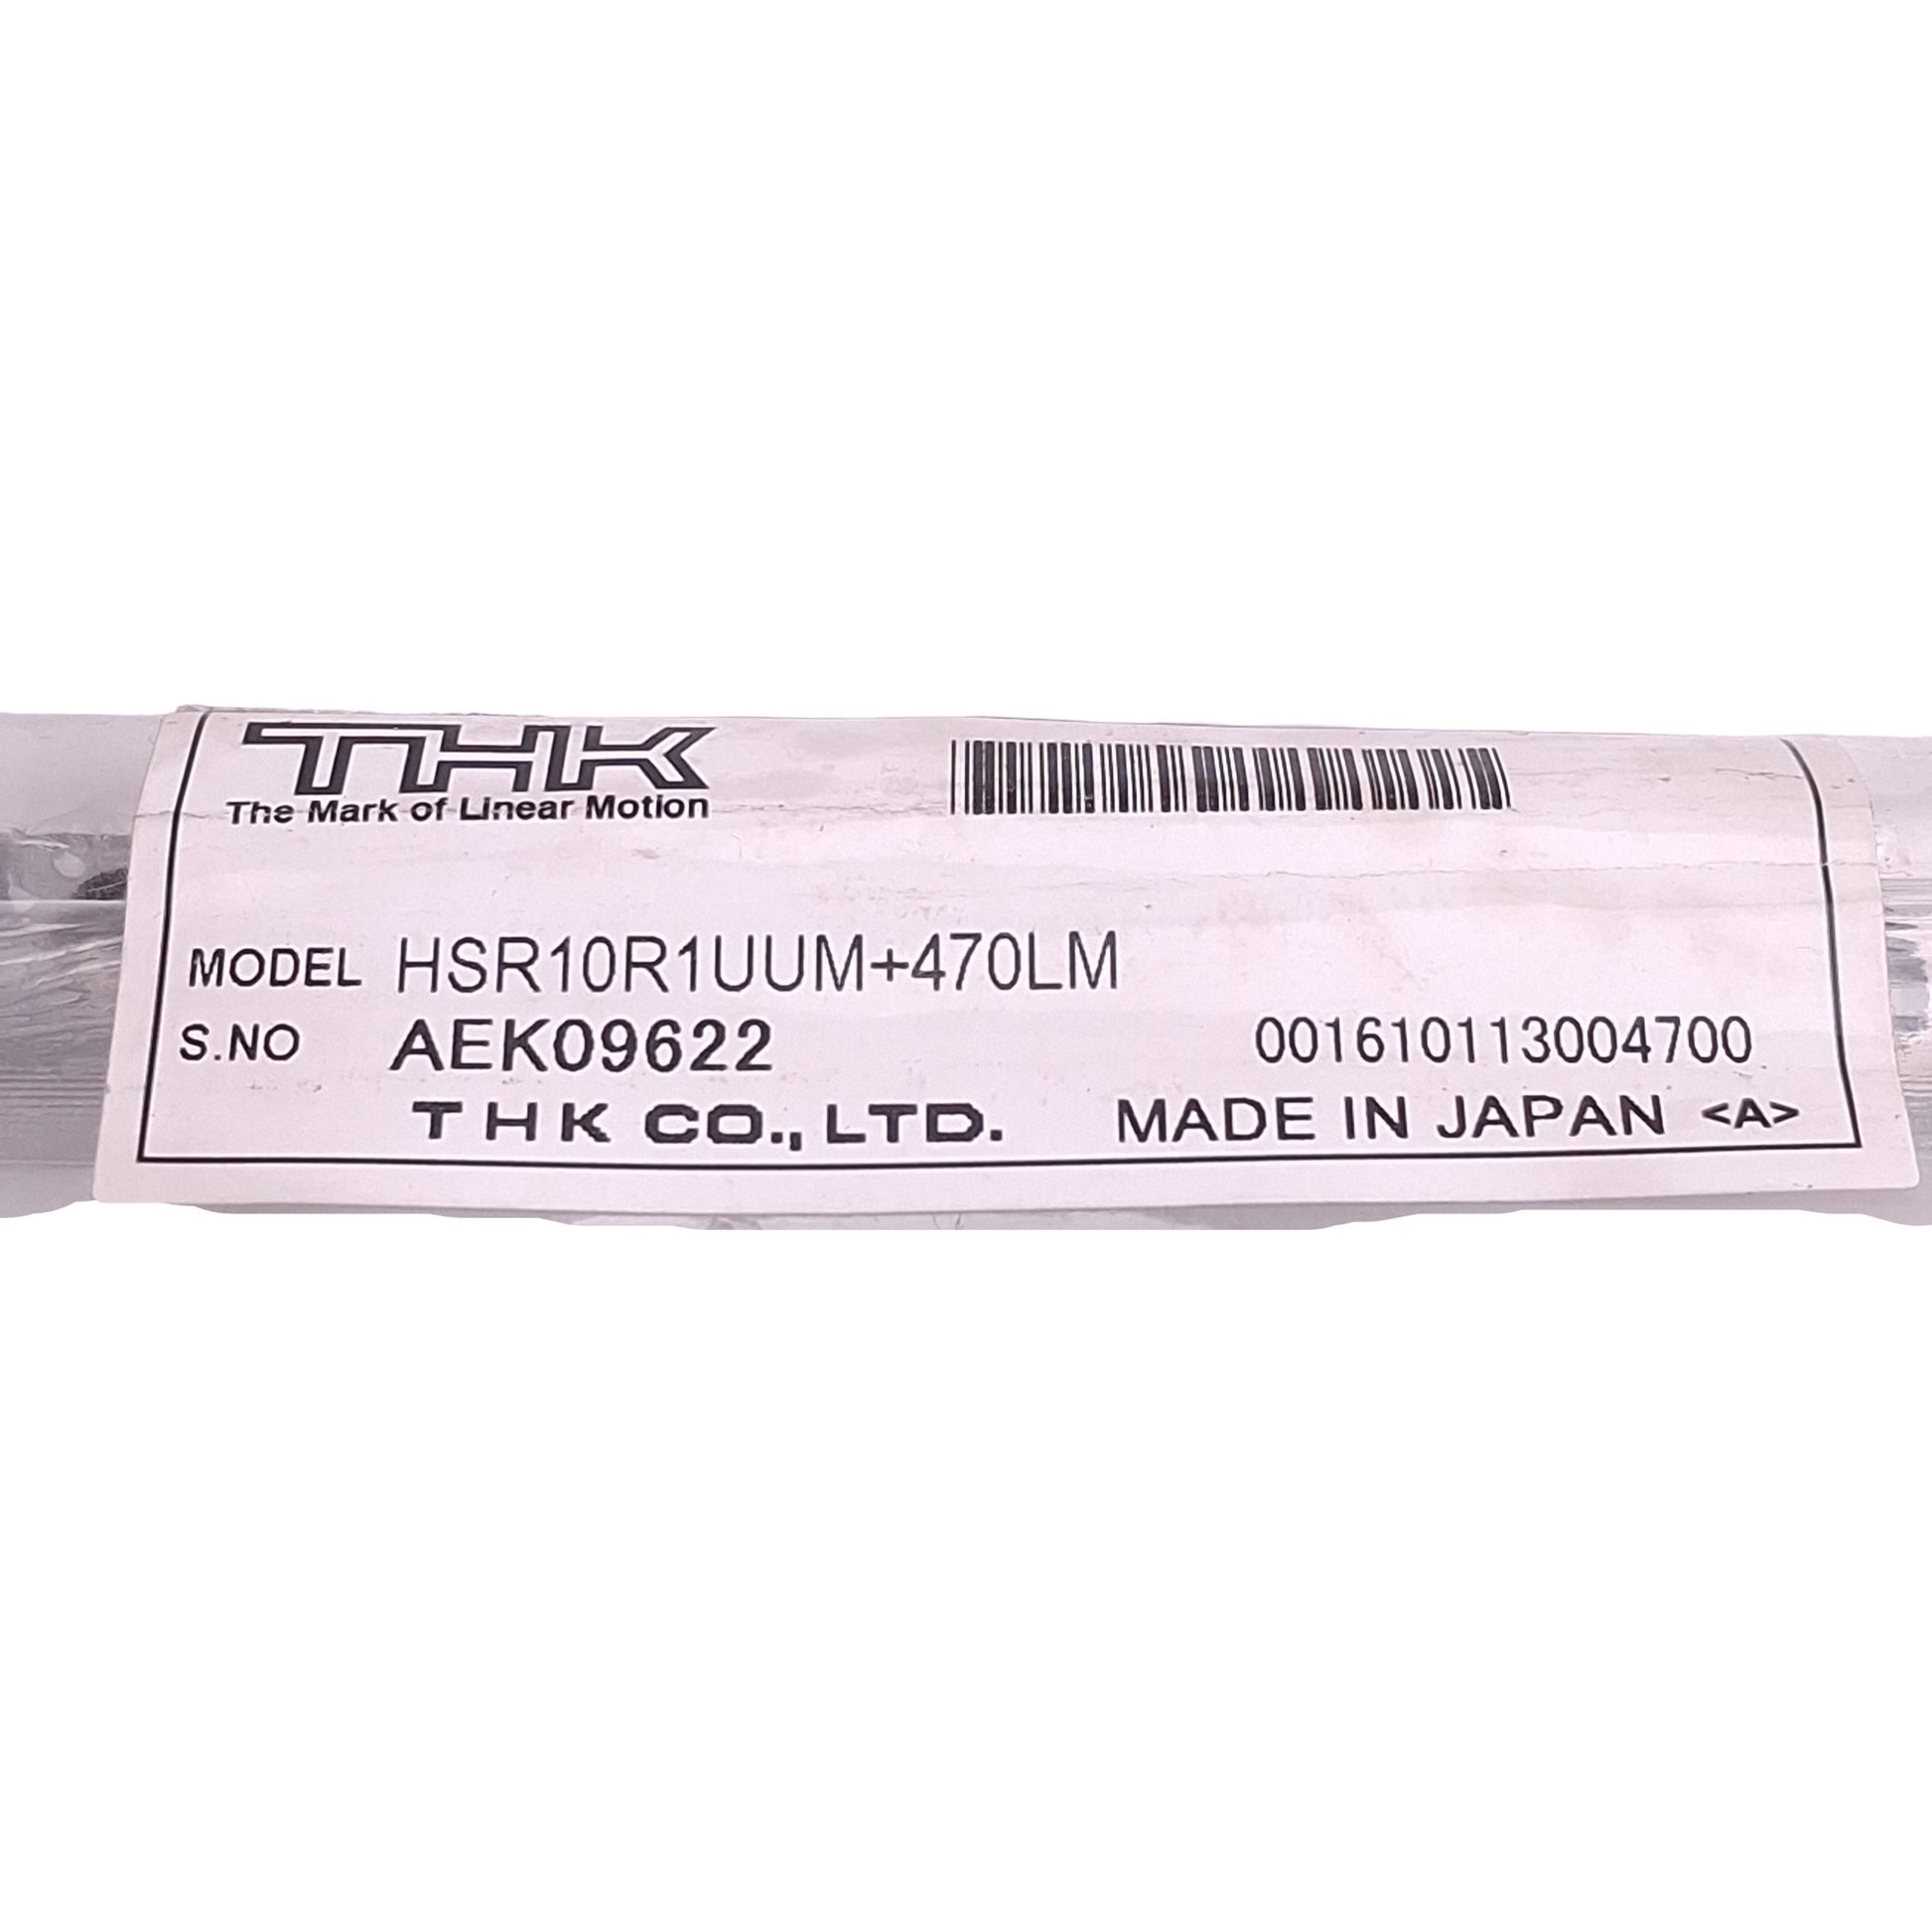 THK
The Mark of Linear Motion
MODEL HSR10R1UUM+470LM
S.NO AEK09622 001610113004700
THK CO., LTD. MADE IN JAPAN <A>